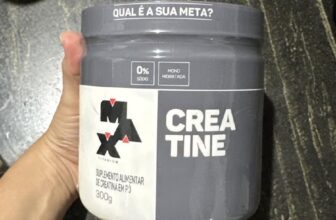 QUAL É A SUA META?
0%
SÓDIO
MONO
HIDRATADA
MAX
TITANIUM
CREA
TINE
SUPLEMENTO ALIMENTAR
DE CREATINA EM PÓ
300g